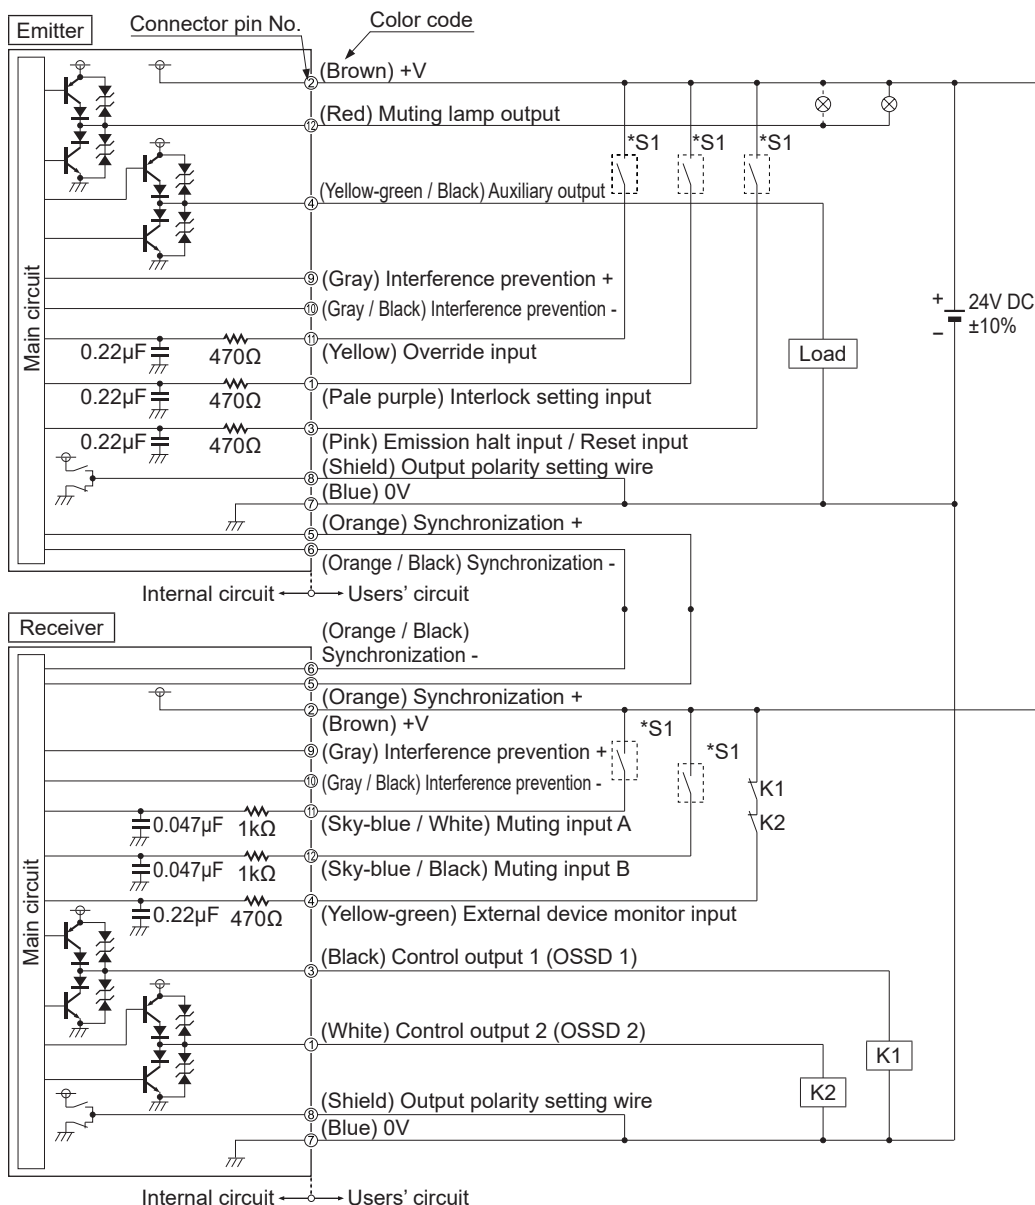 Emitter
Connector pin No.
Color code
2
(Brown) +V
12
(Red) Muting lamp output
*S1
*S1
*S1
(Yellow-green / Black) Auxiliary output
4
9
(Gray) Interference prevention +
10
(Gray / Black) Interference prevention -
+
24V DC
±10%
−
Main circuit
11
0.22µF
470Ω
(Yellow) Override input
Load
1
0.22µF
470Ω
(Pale purple) Interlock setting input
3
0.22µF
470Ω
(Pink) Emission halt input / Reset input
(Shield) Output polarity setting wire
8
(Blue) 0V
7
(Orange) Synchronization +
5
6
(Orange / Black) Synchronization -
Internal circuit
Users' circuit
Receiver
(Orange / Black)
Synchronization -
6
5
(Orange) Synchronization +
2
(Brown) +V
*S1
*S1
9
(Gray) Interference prevention +
10
(Gray / Black) Interference prevention -
K1
K2
11
0.047µF
1kΩ
(Sky-blue / White) Muting input A
12
0.047µF
1kΩ
(Sky-blue / Black) Muting input B
4
0.22µF
470Ω
(Yellow-green) External device monitor input
Main circuit
(Black) Control output 1 (OSSD 1)
3
(White) Control output 2 (OSSD 2)
1
K1
K2
(Shield) Output polarity setting wire
8
(Blue) 0V
7
Internal circuit
Users' circuit